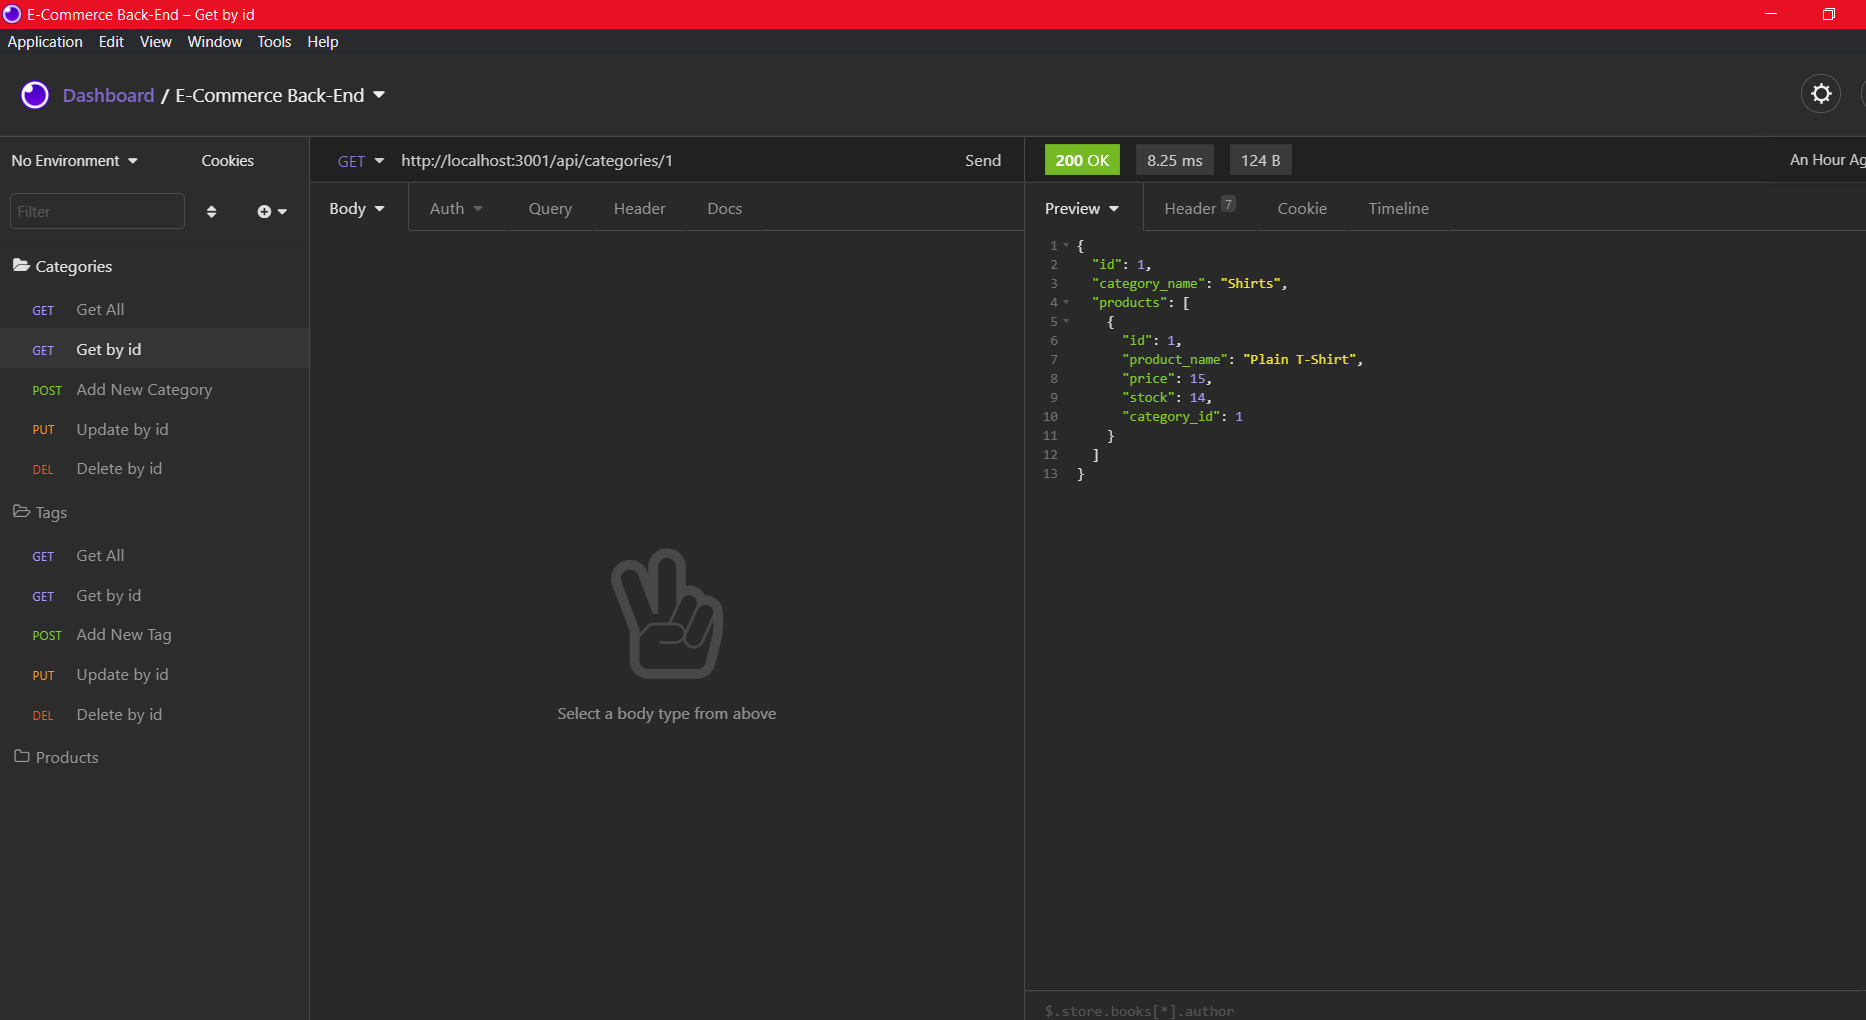 E-Commerce Back-End – Get by id
Application Edit View Window Tools Help
Dashboard / E-Commerce Back-End
No Environment Cookies
Filter
Categories
GET Get All
GET Get by id
POST Add New Category
PUT Update by id
DEL Delete by id
Tags
GET Get All
GET Get by id
POST Add New Tag
PUT Update by id
DEL Delete by id
Products
GET http://localhost:3001/api/categories/1 Send
Body Auth Query Header Docs
Select a body type from above
200 OK 8.25 ms 124 B An Hour Ag
Preview Header 7 Cookie Timeline
1 {
2 "id": 1,
3 "category_name": "Shirts",
4 "products": [
5 {
6 "id": 1,
7 "product_name": "Plain T-Shirt",
8 "price": 15,
9 "stock": 14,
10 "category_id": 1
11 }
12 ]
13 }
$.store.books[*].author